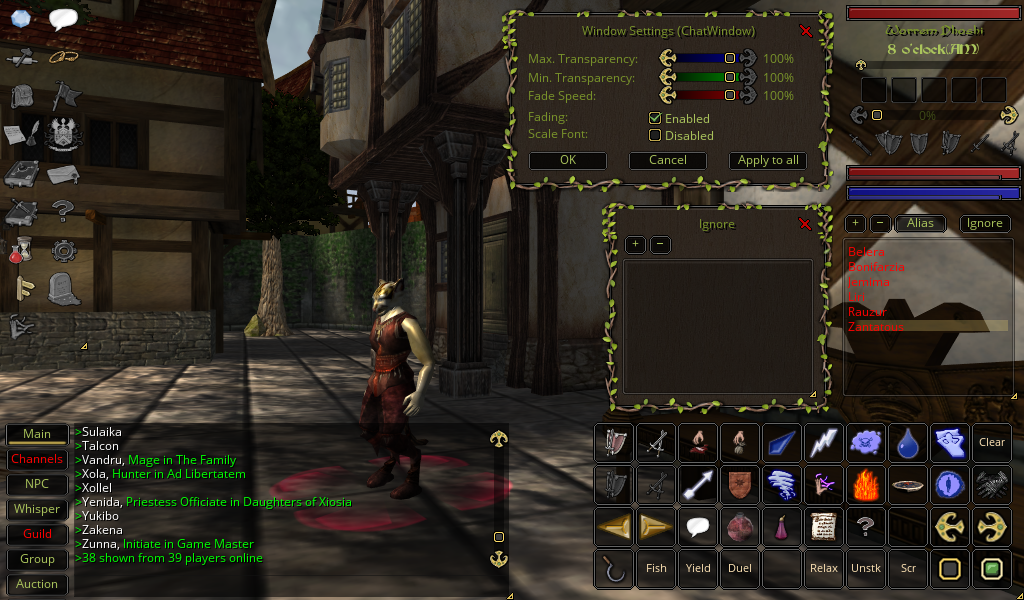 Window Settings (ChatWindow)
Max. Transparency: 100%
Min. Transparency: 100%
Fade Speed: 100%
Fading: Enabled
Scale Font: Disabled
OK Cancel Apply to all
8 o'clock(AM)
0%
Ignore
+ −
+ − Alias Ignore
Belera
Bonifarzia
Jemima
Rauzur
Main
Channels
NPC
Whisper
Guild
Group
Auction
>Sulaika
>Talcon
>Vandru, Mage in The Family
>Xola, Hunter in Ad Libertatem
>Xollel
>Yenida, Priestess Officiate in Daughters of Xiosia
>Yukibo
>Zakena
>Zunna, Initiate in Game Master
>38 shown from 39 players online
Clear
Fish Yield Duel Relax Unstk Scr